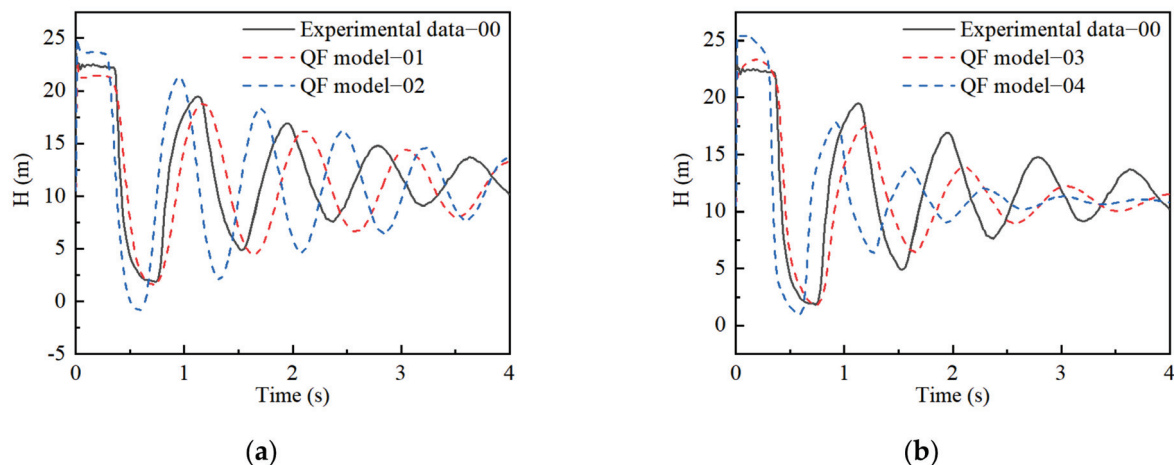 Experimental data−00
QF model−01
QF model−02
H (m)
25
20
15
10
5
0
-5
0 1 2 3 4
Time (s)
(a)
Experimental data−00
QF model−03
QF model−04
H (m)
25
20
15
10
5
0
0 1 2 3 4
Time (s)
(b)